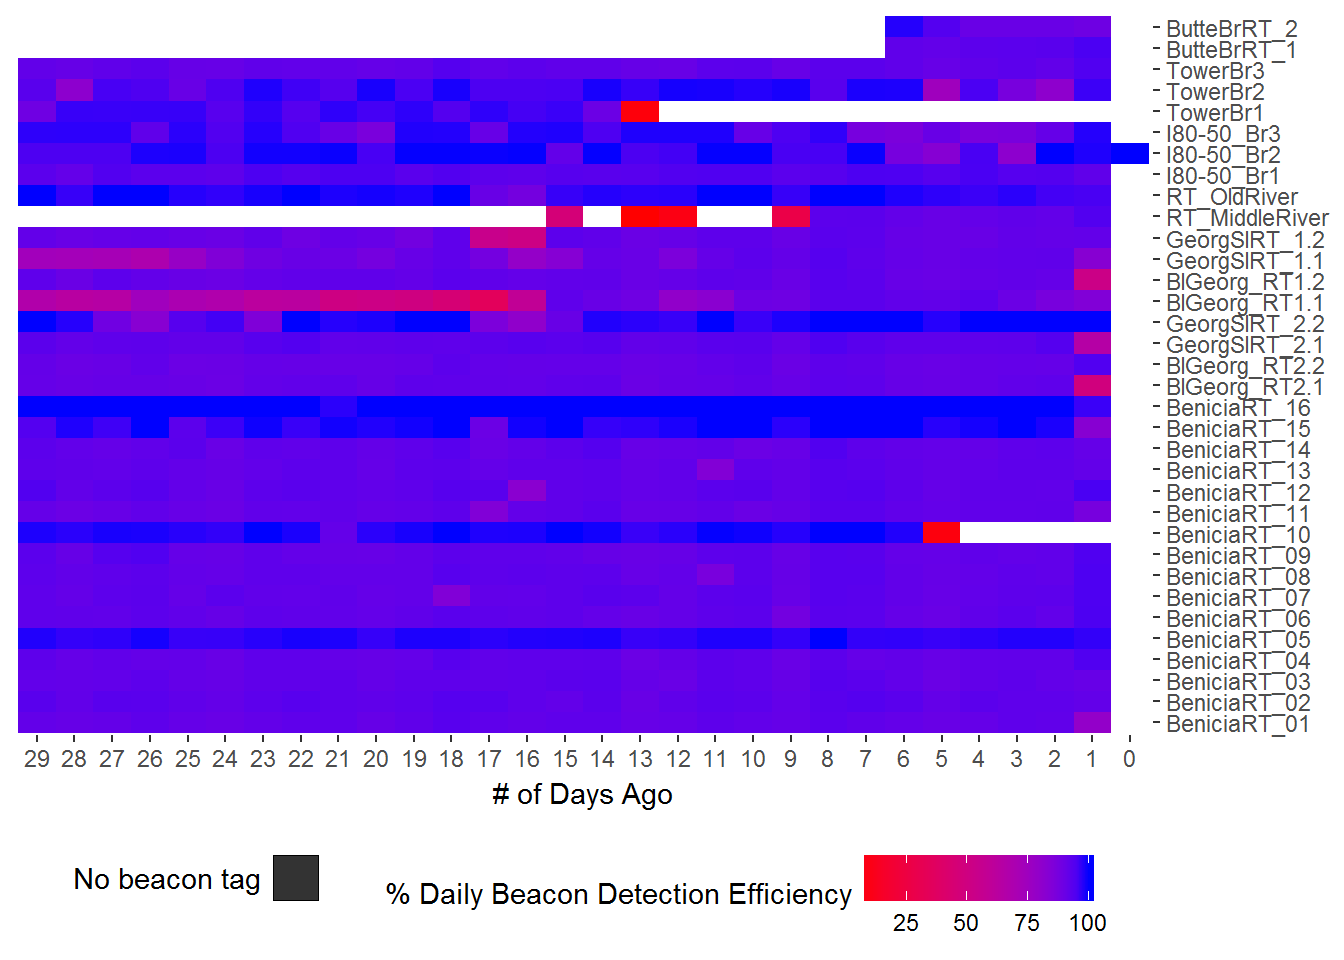 ButteBrRT_2
ButteBrRT_1
TowerBr3
TowerBr2
TowerBr1
I80-50_Br3
I80-50_Br2
I80-50_Br1
RT_OldRiver
RT_MiddleRiver
GeorgSlRT_1.2
GeorgSlRT_1.1
BlGeorg_RT1.2
BlGeorg_RT1.1
GeorgSlRT_2.2
GeorgSlRT_2.1
BlGeorg_RT2.2
BlGeorg_RT2.1
BeniciaRT_16
BeniciaRT_15
BeniciaRT_14
BeniciaRT_13
BeniciaRT_12
BeniciaRT_11
BeniciaRT_10
BeniciaRT_09
BeniciaRT_08
BeniciaRT_07
BeniciaRT_06
BeniciaRT_05
BeniciaRT_04
BeniciaRT_03
BeniciaRT_02
BeniciaRT_01
29 28 27 26 25 24 23 22 21 20 19 18 17 16 15 14 13 12 11 10 9 8 7 6 5 4 3 2 1 0
# of Days Ago
No beacon tag
% Daily Beacon Detection Efficiency
25 50 75 100